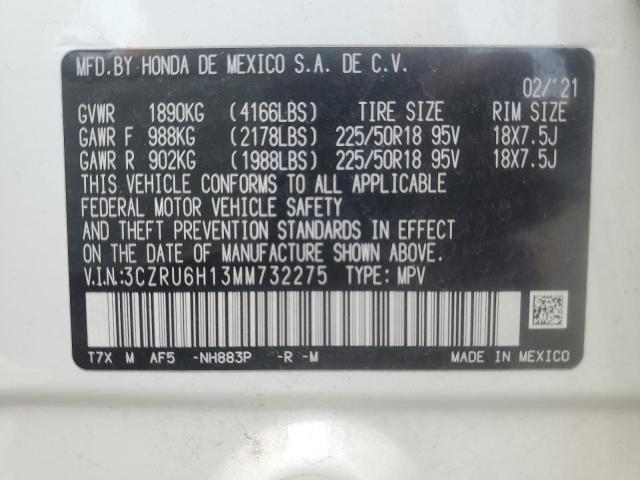 MFD.BY HONDA DE MEXICO S.A. DE C.V.
02/'21
GVWR 1890KG (4166LBS) TIRE SIZE RIM SIZE
GAWR F 988KG (2178LBS) 225/50R18 95V 18X7.5J
GAWR R 902KG (1988LBS) 225/50R18 95V 18X7.5J
THIS VEHICLE CONFORMS TO ALL APPLICABLE
FEDERAL MOTOR VEHICLE SAFETY
AND THEFT PREVENTION STANDARDS IN EFFECT
ON THE DATE OF MANUFACTURE SHOWN ABOVE.
V.I.N.:3CZRU6H13MM732275 TYPE: MPV
T7X M AF5 -NH883P -R -M MADE IN MEXICO